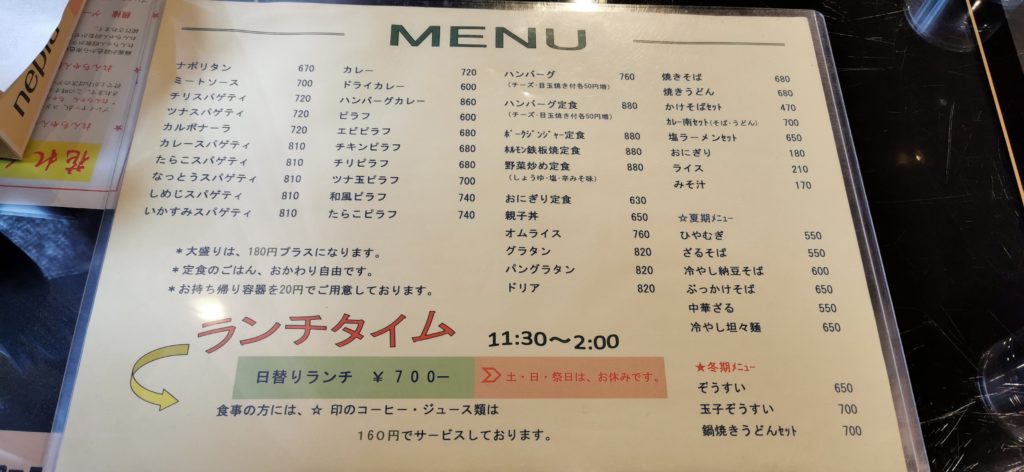 MENU
ナポリタン 670
ミートソース 700
チリスパゲティ 720
ツナスパゲティ 720
カルボナーラ 720
カレースパゲティ 810
たらこスパゲティ 810
なっとうスパゲティ 810
しめじスパゲティ 810
いかすみスパゲティ 810
カレー 720
ドライカレー 600
ハンバーグカレー 860
ピラフ 600
エビピラフ 680
チキンピラフ 680
チリピラフ 680
ツナ玉ピラフ 700
和風ピラフ 740
たらこピラフ 740
ハンバーグ 760
(チーズ・目玉焼き付各50円増)
ハンバーグ定食 880
(チーズ・目玉焼き付各50円増)
ポークジンジャー定食 880
ホルモン鉄板焼定食 880
野菜炒め定食 880
(しょうゆ・塩・辛みそ味)
おにぎり定食 630
親子丼 650
オムライス 760
グラタン 820
パングラタン 820
ドリア 820
焼きそば 680
焼きうどん 680
かけそばセット 470
カレー南セット(そば・うどん) 700
塩ラーメンセット 650
おにぎり 180
ライス 210
みそ汁 170
☆夏期メニュー
ひやむぎ 550
ざるそば 550
冷やし納豆そば 600
ぶっかけそば 650
中華ざる 550
冷やし坦々麺 650
★冬期メニュー
ぞうすい 650
玉子ぞうすい 700
鍋焼きうどんセット 700
*大盛りは、180円プラスになります。
*定食のごはん、おかわり自由です。
*お持ち帰り容器を20円でご用意しております。
ランチタイム 11:30～2:00
日替りランチ ￥700ー
土・日・祭日は、お休みです。
食事の方には、☆ 印のコーヒー・ジュース類は
160円でサービスしております。
nepia